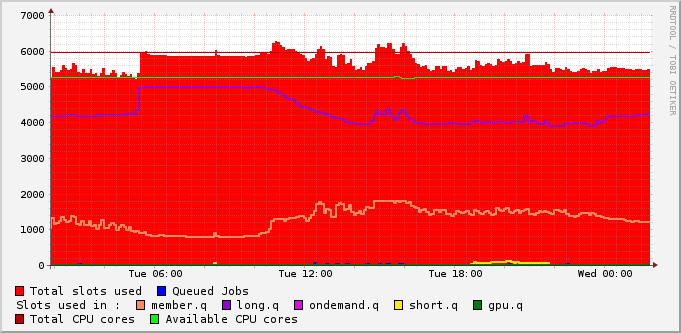 RRDTOOL / TOBI OETIKER
7000
6000
5000
4000
3000
2000
1000
0
Tue 06:00 Tue 12:00 Tue 18:00 Wed 00:00
Total slots used Queued Jobs
Slots used in : member.q long.q ondemand.q short.q gpu.q
Total CPU cores Available CPU cores